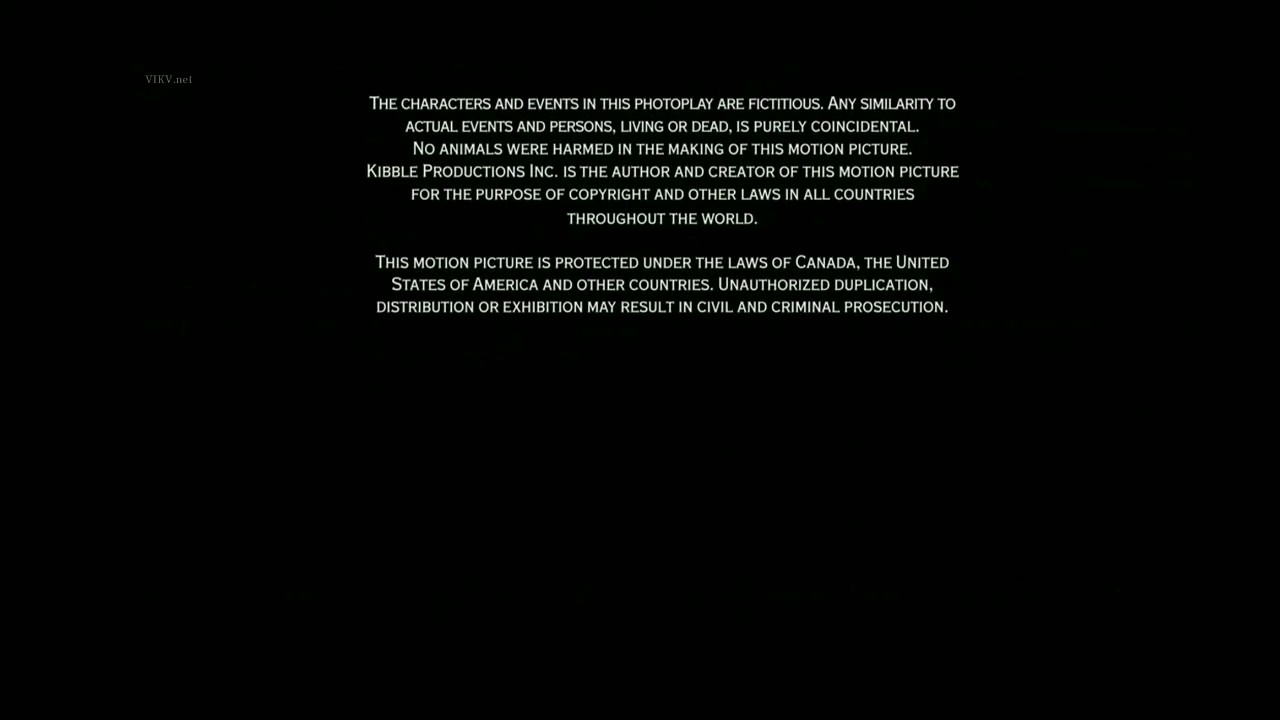 VIKV.net
The characters and events in this photoplay are fictitious. Any similarity to
actual events and persons, living or dead, is purely coincidental.
No animals were harmed in the making of this motion picture.
Kibble Productions Inc. is the author and creator of this motion picture
for the purpose of copyright and other laws in all countries
throughout the world.
This motion picture is protected under the laws of Canada, the United
States of America and other countries. Unauthorized duplication,
distribution or exhibition may result in civil and criminal prosecution.